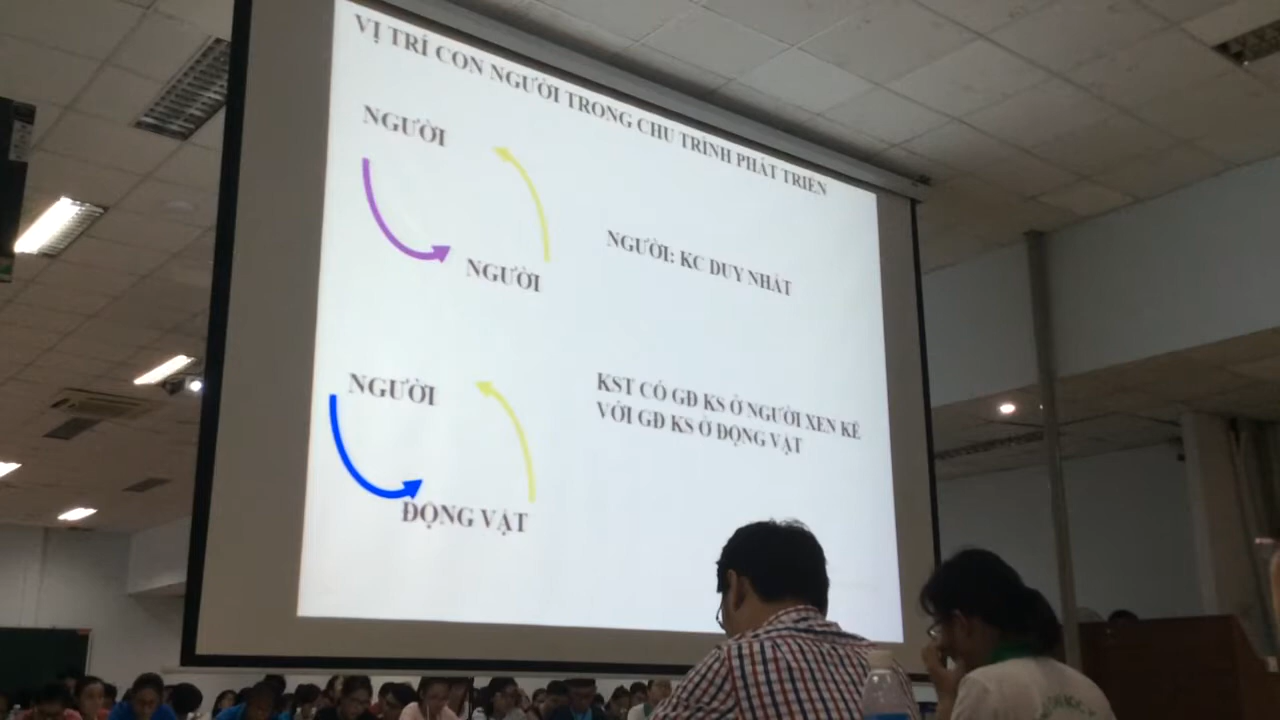 VỊ TRÍ CON NGƯỜI TRONG CHU TRÌNH PHÁT TRIỂN
NGƯỜI
NGƯỜI
NGƯỜI: KC DUY NHẤT
NGƯỜI
ĐỘNG VẬT
KST CÓ GĐ KS Ở NGƯỜI XEN KẼ
VỚI GĐ KS Ở ĐỘNG VẬT